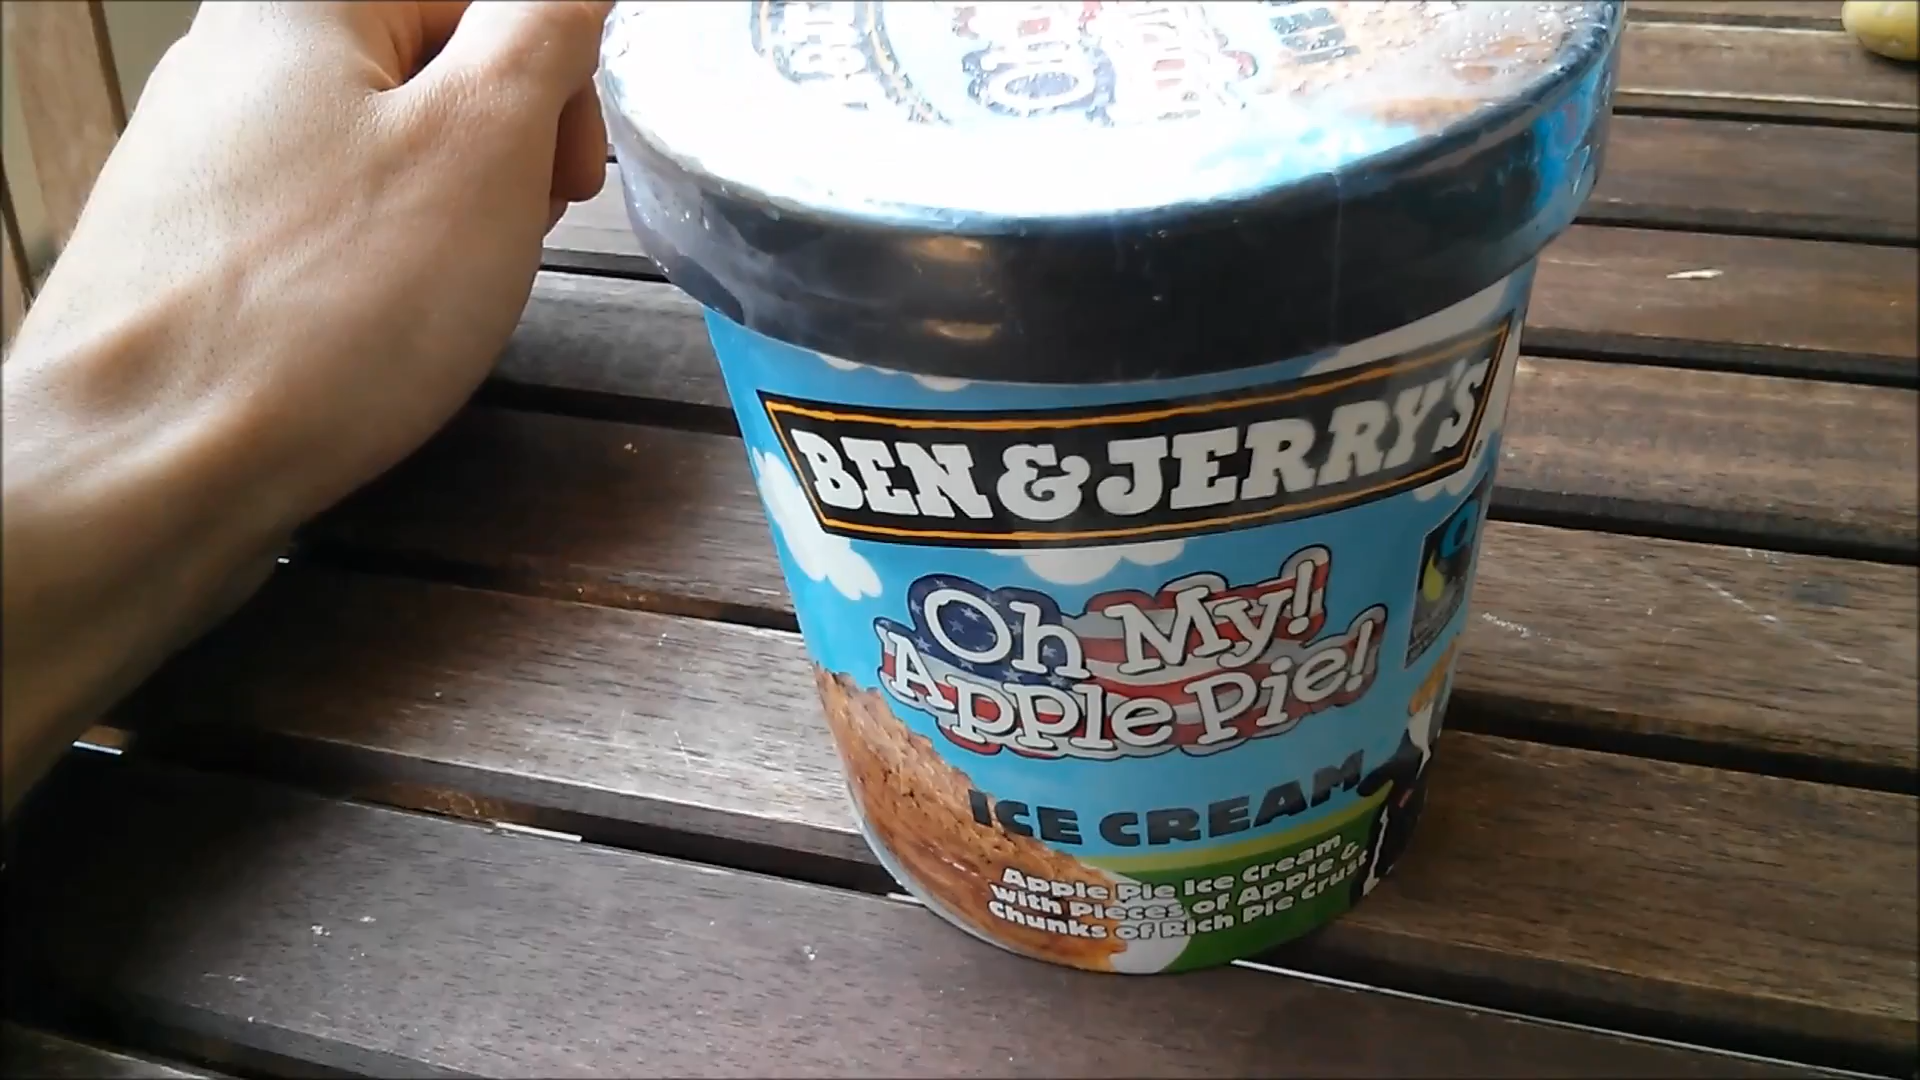 BEN & JERRY'S
Oh My!
Apple Pie!
ICE CREAM
Apple Pie Ice Cream
with Pieces of Apple &
Chunks of Rich Pie Crust